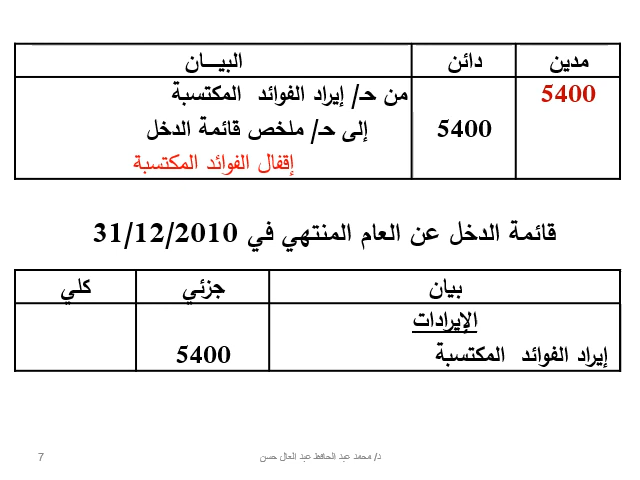 مدين دائن البيـــان
5400 من حـ/ إيراد الفوائد المكتسبة
5400 إلى حـ/ ملخص قائمة الدخل
إقفال الفوائد المكتسبة
قائمة الدخل عن العام المنتهي في 31/12/2010
بيان جزئي كلي
الإيرادات
إيراد الفوائد المكتسبة 5400
د/ محمد عبد الحافظ عبد العال حسن
7